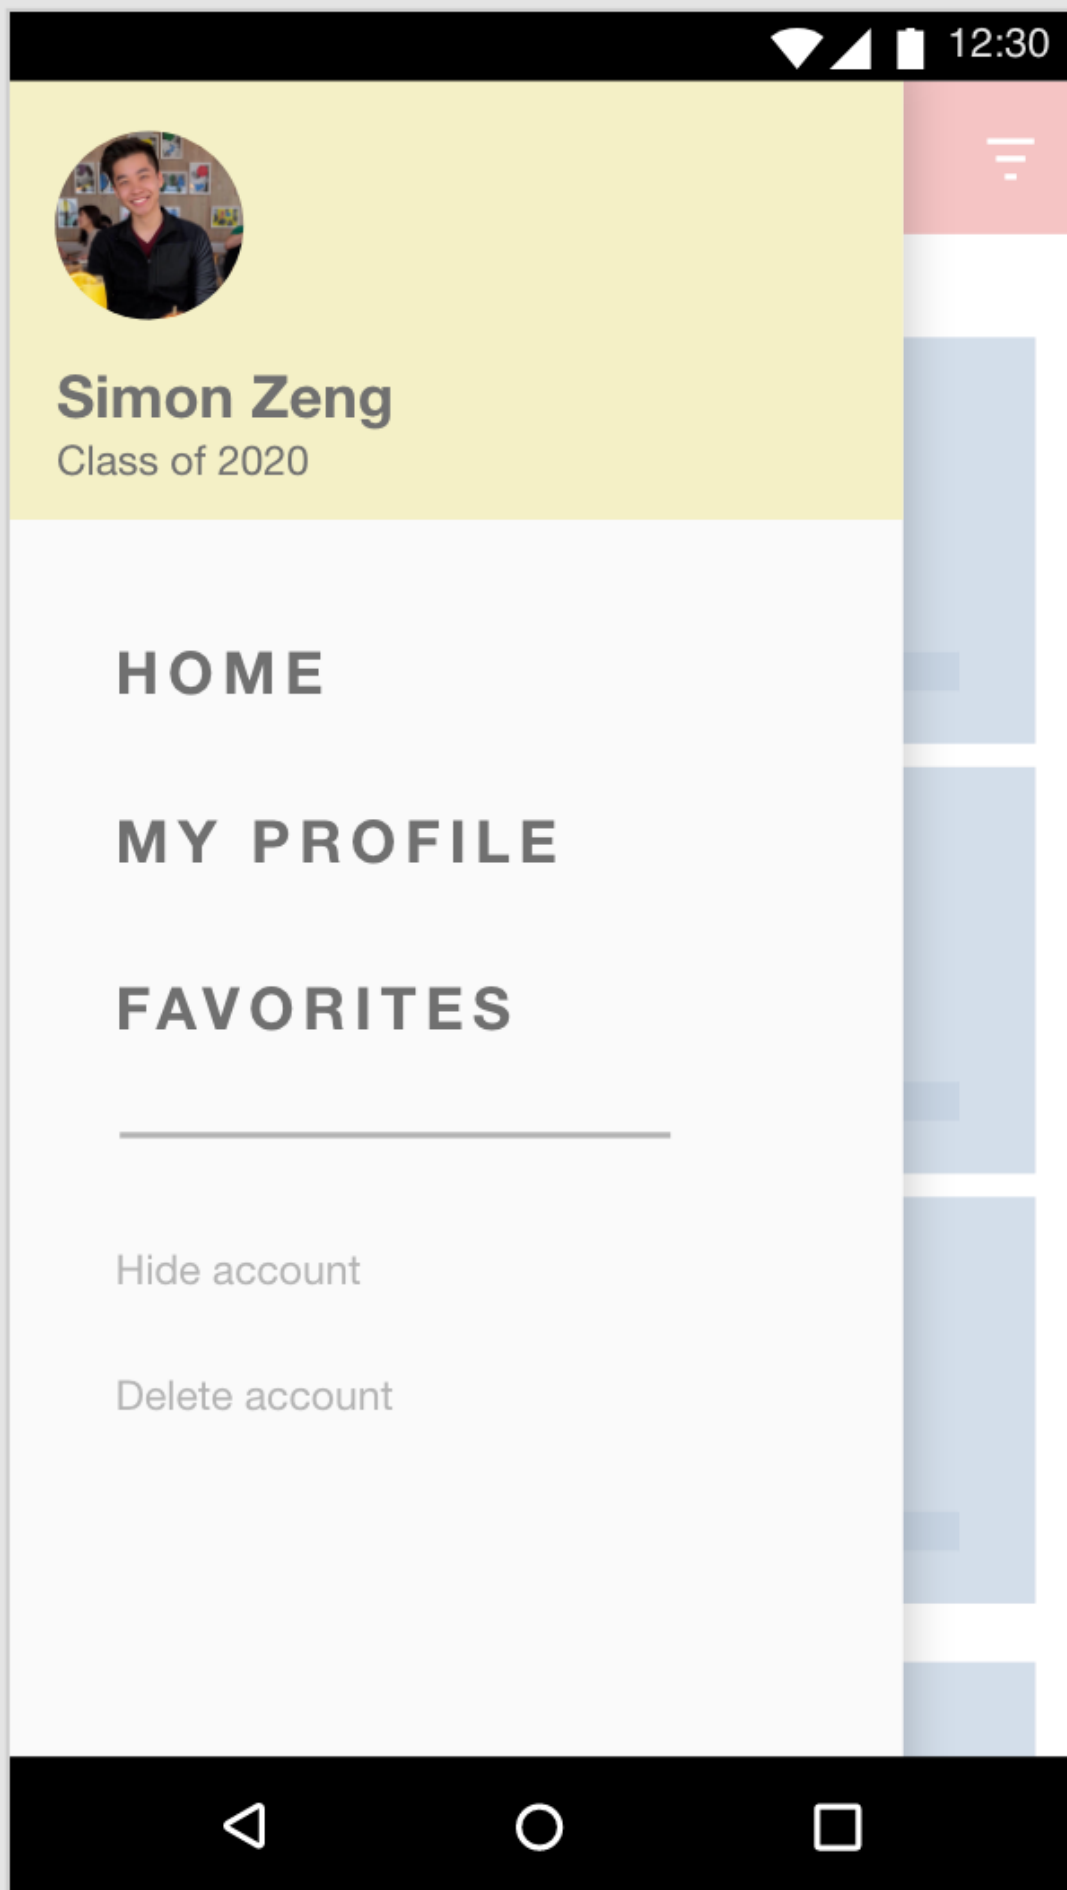 12:30
Simon Zeng
Class of 2020
HOME
MY PROFILE
FAVORITES
Hide account
Delete account